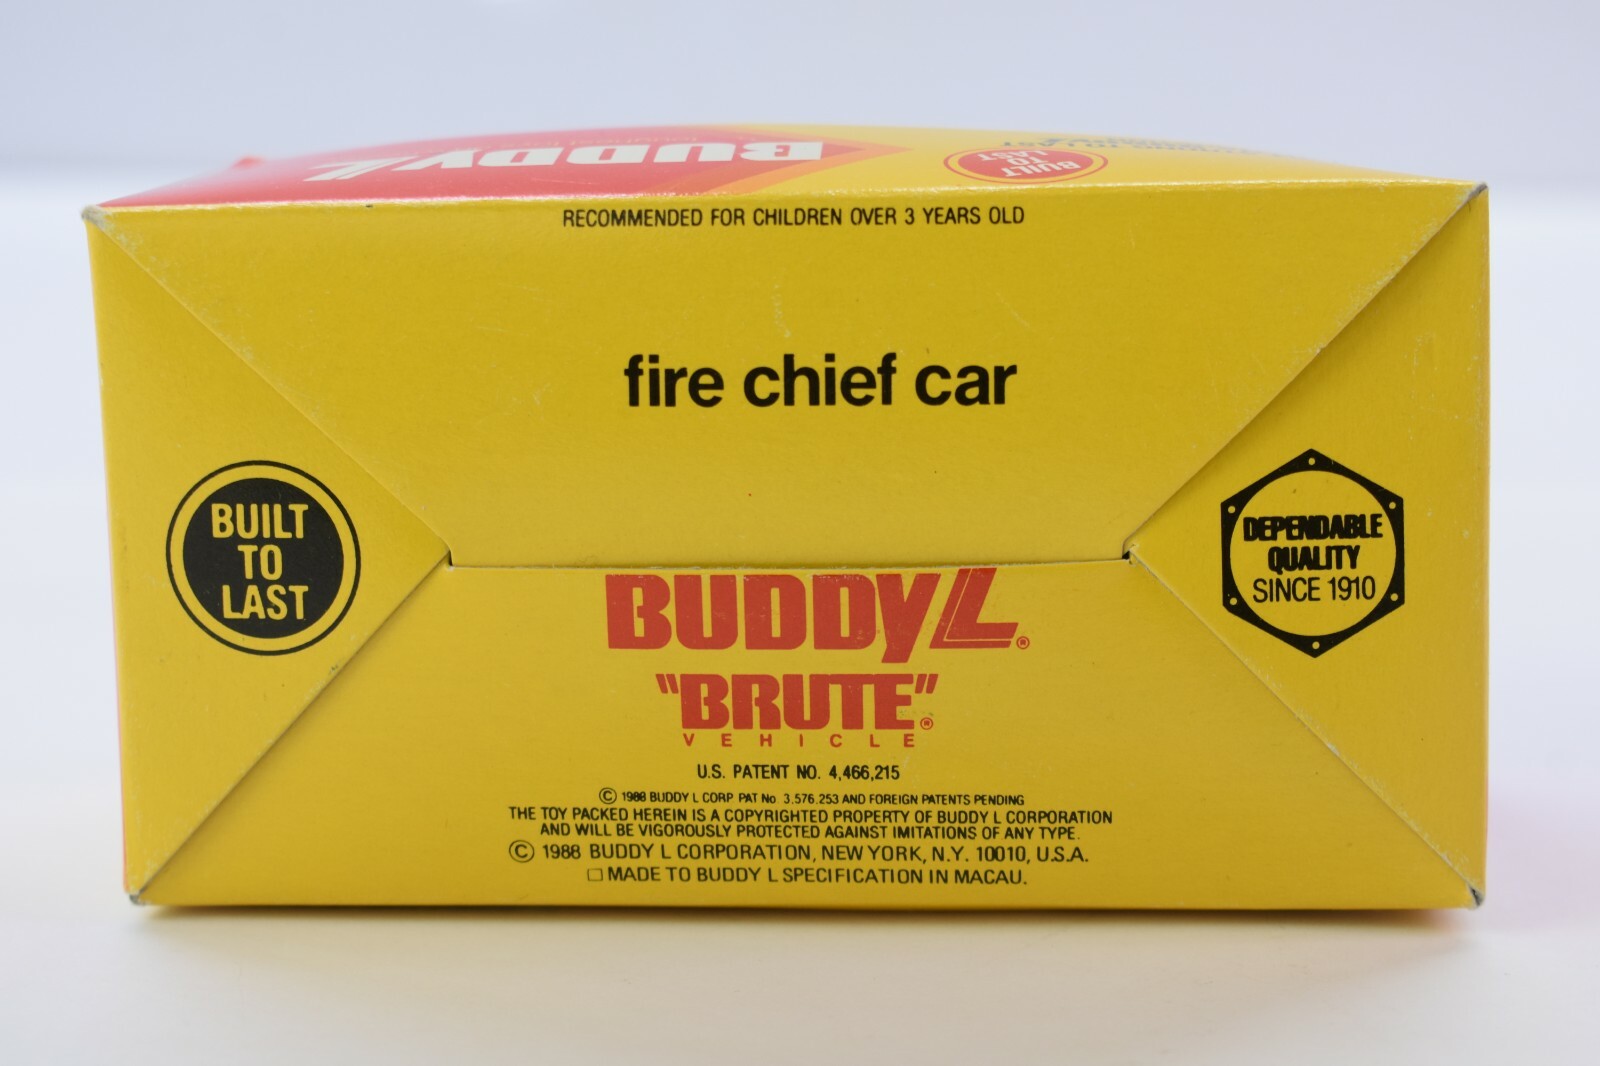 BUDDY L
BUILT
TO
LAST
RECOMMENDED FOR CHILDREN OVER 3 YEARS OLD
fire chief car
BUILT
TO
LAST
DEPENDABLE
QUALITY
SINCE 1910
BUDDY L®
"BRUTE"®
VEHICLE
U.S. PATENT NO. 4,466,215
© 1988 BUDDY L CORP PAT No 3,576,253 AND FOREIGN PATENTS PENDING
THE TOY PACKED HEREIN IS A COPYRIGHTED PROPERTY OF BUDDY L CORPORATION
AND WILL BE VIGOROUSLY PROTECTED AGAINST IMITATIONS OF ANY TYPE.
© 1988 BUDDY L CORPORATION, NEW YORK, N.Y. 10010, U.S.A.
□ MADE TO BUDDY L SPECIFICATION IN MACAU.